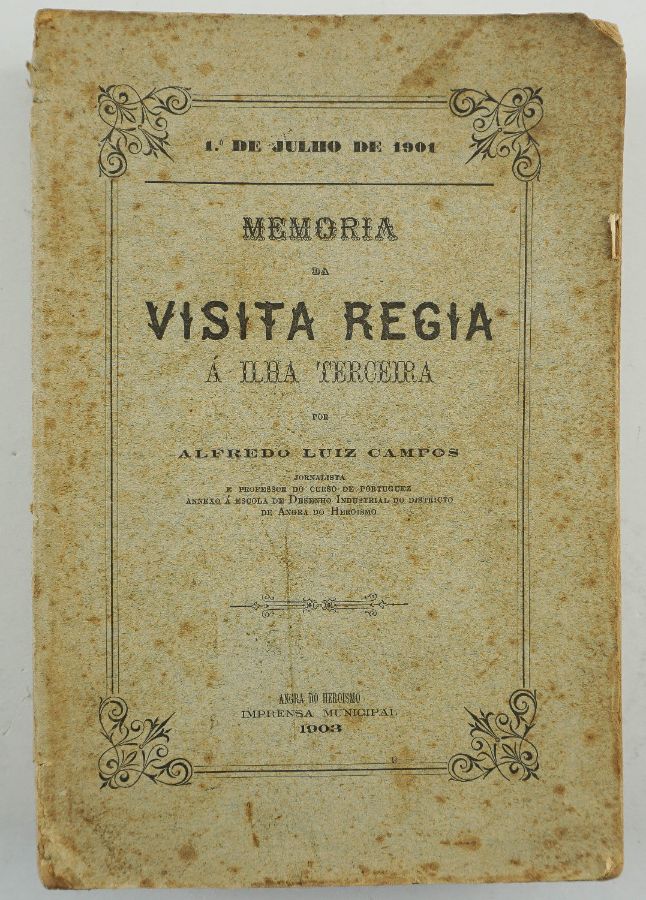 1.º DE JULHO DE 1901
MEMORIA
DA
VISITA REGIA
Á ILHA TERCEIRA
POR
ALFREDO LUIZ CAMPOS
JORNALISTA
E PROFESSOR DO CURSO DE PORTUGUEZ
ANNEXO Á ESCOLA DE DESENHO INDUSTRIAL DO DISTRICTO
DE ANGRA DO HEROISMO
ANGRA DO HEROISMO
IMPRENSA MUNICIPAL
1903